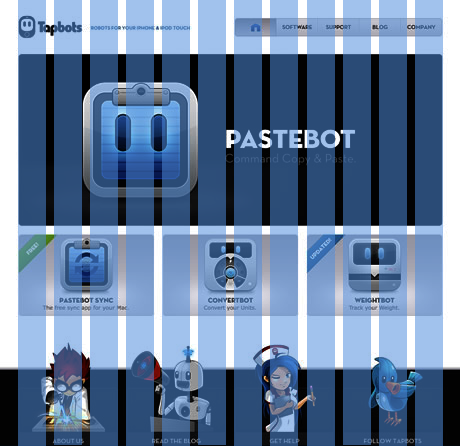 Tapbots
ROBOTS FOR YOUR IPHONE & IPOD TOUCH
SOFTWARE SUPPORT BLOG COMPANY
PASTEBOT
Command Copy & Paste.
FREE!
UPDATED!
PASTEBOT SYNC
The free sync app for your Mac.
CONVERTBOT
Convert your Units.
WEIGHTBOT
Track your Weight.
ABOUT US
READ THE BLOG
GET HELP
FOLLOW TAPBOTS